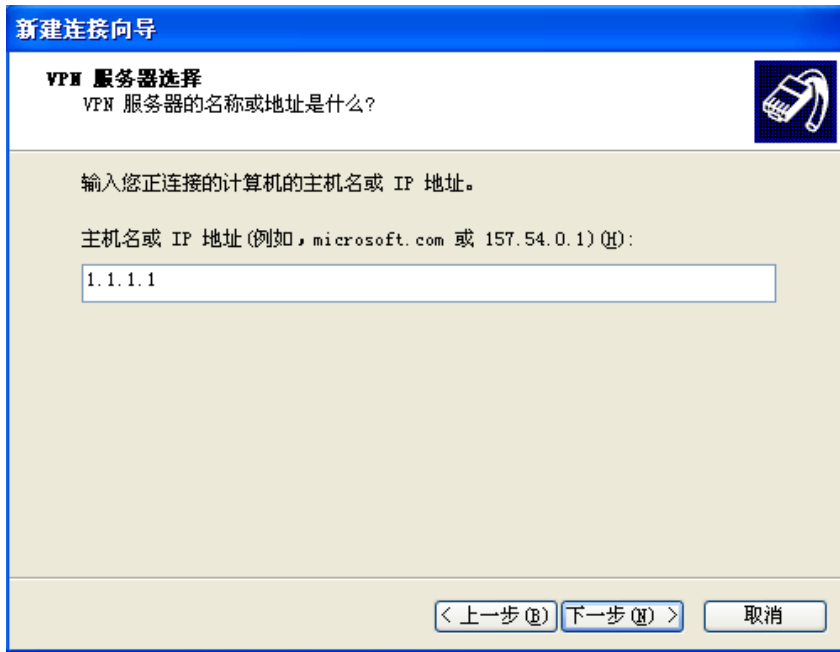 新建连接向导
VPN 服务器选择
VPN 服务器的名称或地址是什么?
输入您正连接的计算机的主机名或 IP 地址。
主机名或 IP 地址(例如，microsoft.com 或 157.54.0.1)(H):
1.1.1.1
< 上一步(B) 下一步(N) > 取消